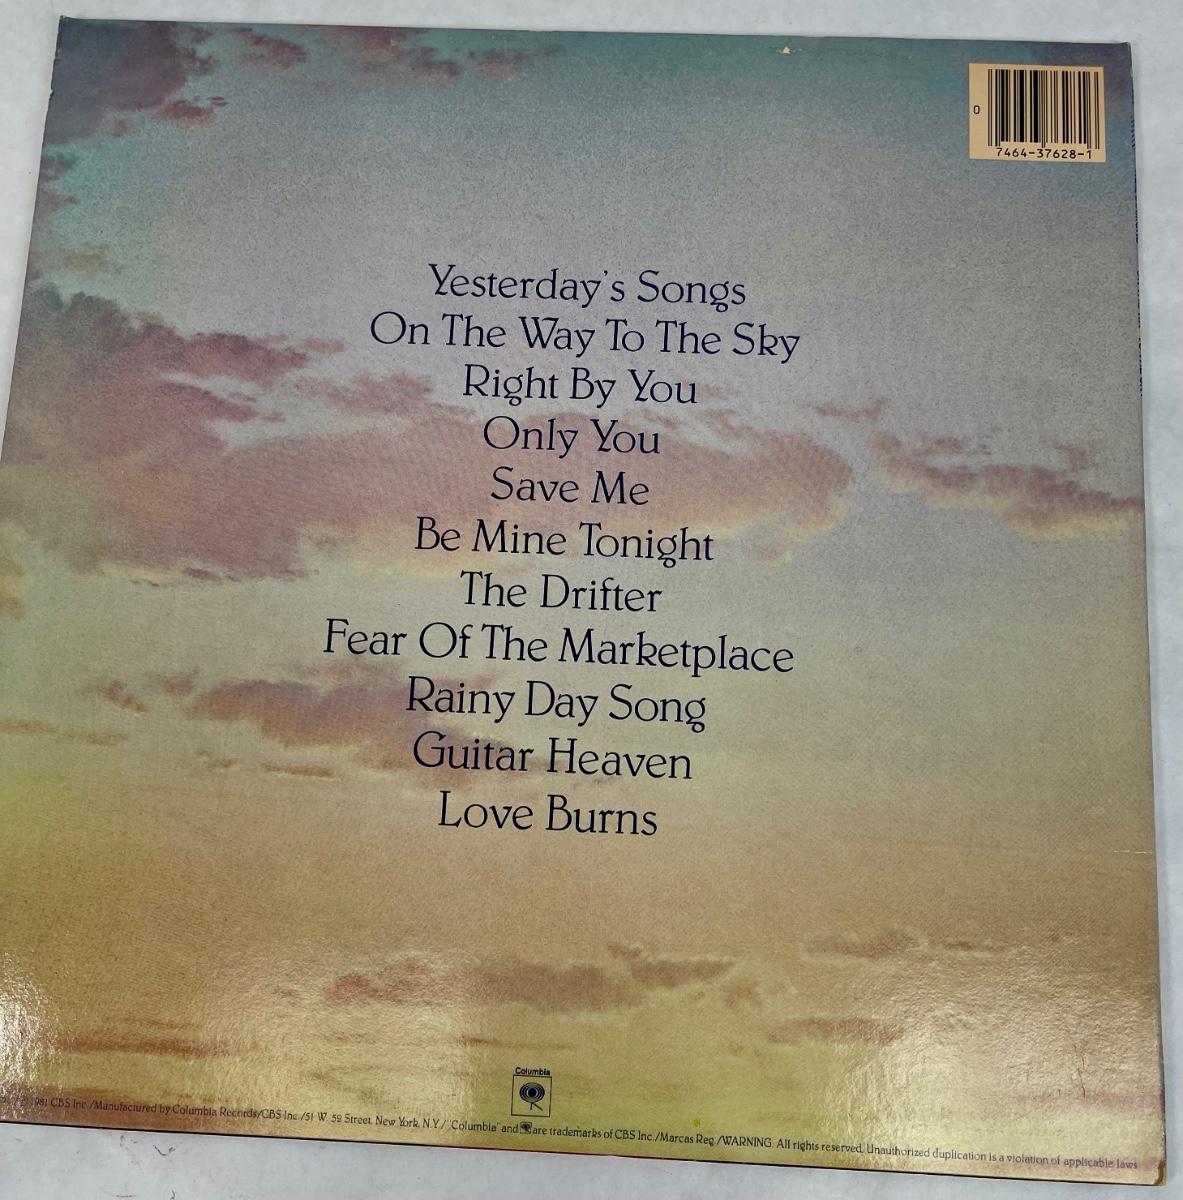 0
7464-37628-1
Yesterday's Songs
On The Way To The Sky
Right By You
Only You
Save Me
Be Mine Tonight
The Drifter
Fear Of The Marketplace
Rainy Day Song
Guitar Heaven
Love Burns
Columbia
1981 CBS Inc./Manufactured by Columbia Records/CBS Inc./51 W. 52 Street, New York, N.Y./"Columbia" and are trademarks of CBS Inc./Marcas Reg./WARNING: All rights reserved. Unauthorized duplication is a violation of applicable laws